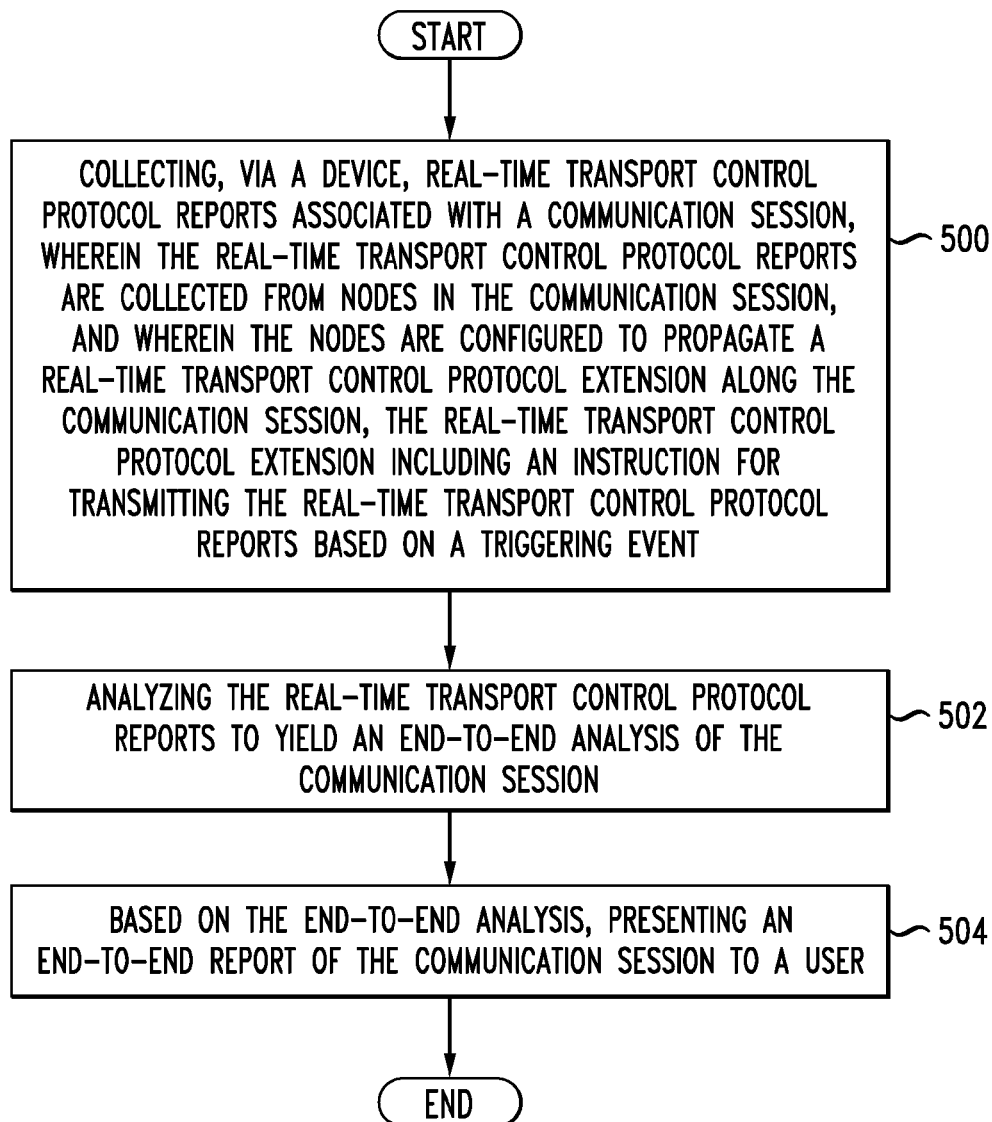 START
COLLECTING, VIA A DEVICE, REAL-TIME TRANSPORT CONTROL
PROTOCOL REPORTS ASSOCIATED WITH A COMMUNICATION SESSION,
WHEREIN THE REAL-TIME TRANSPORT CONTROL PROTOCOL REPORTS
ARE COLLECTED FROM NODES IN THE COMMUNICATION SESSION,
AND WHEREIN THE NODES ARE CONFIGURED TO PROPAGATE A
REAL-TIME TRANSPORT CONTROL PROTOCOL EXTENSION ALONG THE
COMMUNICATION SESSION, THE REAL-TIME TRANSPORT CONTROL
PROTOCOL EXTENSION INCLUDING AN INSTRUCTION FOR
TRANSMITTING THE REAL-TIME TRANSPORT CONTROL PROTOCOL
REPORTS BASED ON A TRIGGERING EVENT
500
ANALYZING THE REAL-TIME TRANSPORT CONTROL PROTOCOL
REPORTS TO YIELD AN END-TO-END ANALYSIS OF THE
COMMUNICATION SESSION
502
BASED ON THE END-TO-END ANALYSIS, PRESENTING AN
END-TO-END REPORT OF THE COMMUNICATION SESSION TO A USER
504
END